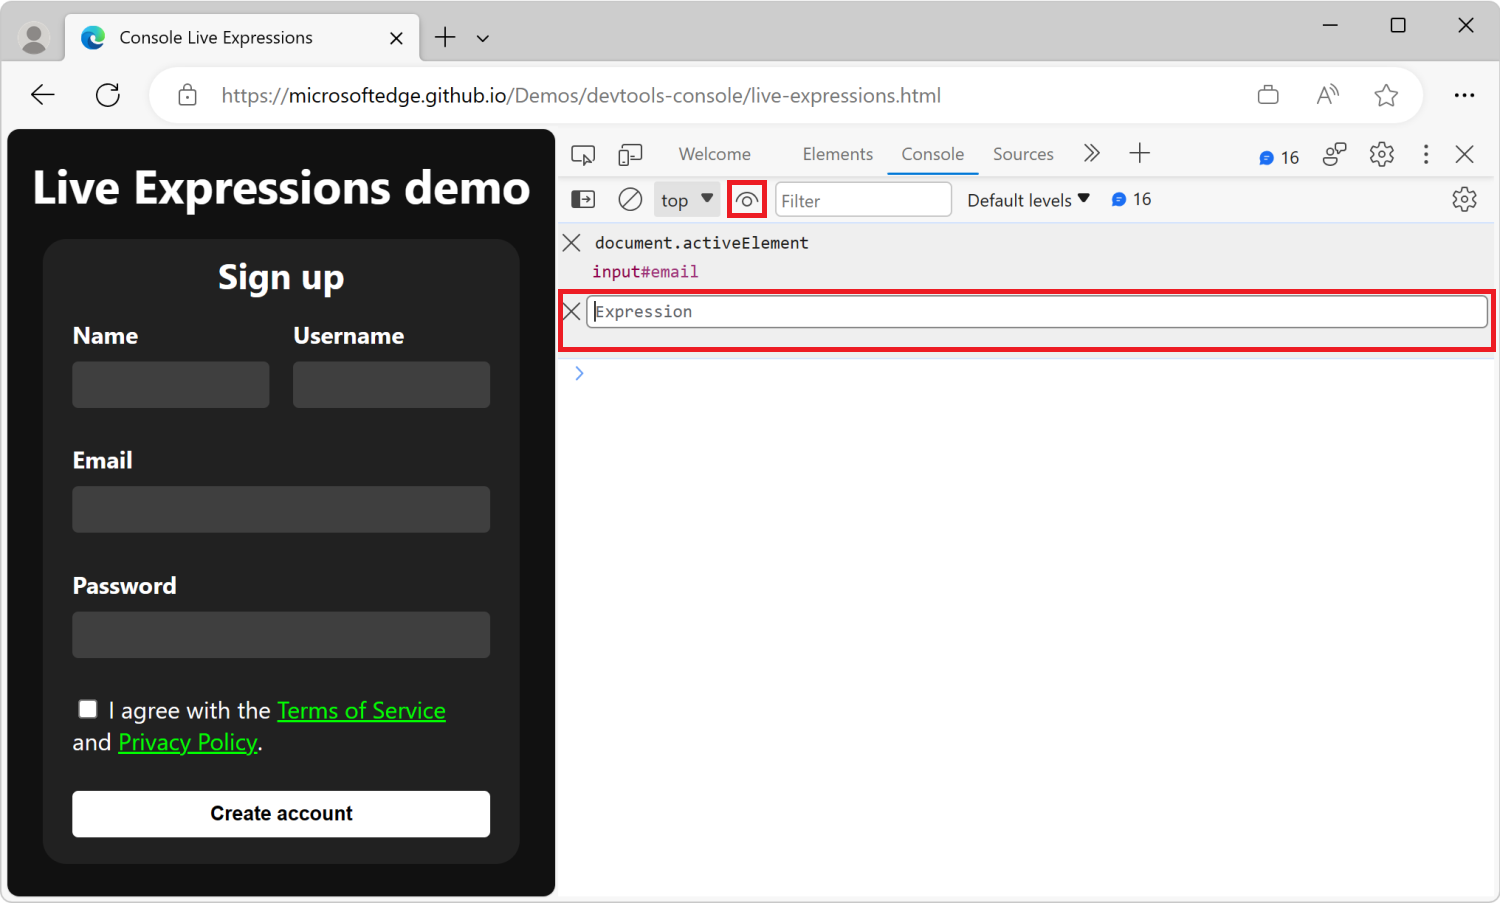 Console Live Expressions
https://microsoftedge.github.io/Demos/devtools-console/live-expressions.html
A
Live Expressions demo
Sign up
Name
Username
Email
Password
I agree with the Terms of Service
and Privacy Policy.
Create account
Welcome Elements Console Sources 16
top Filter Default levels 16
document.activeElement
input#email
Expression